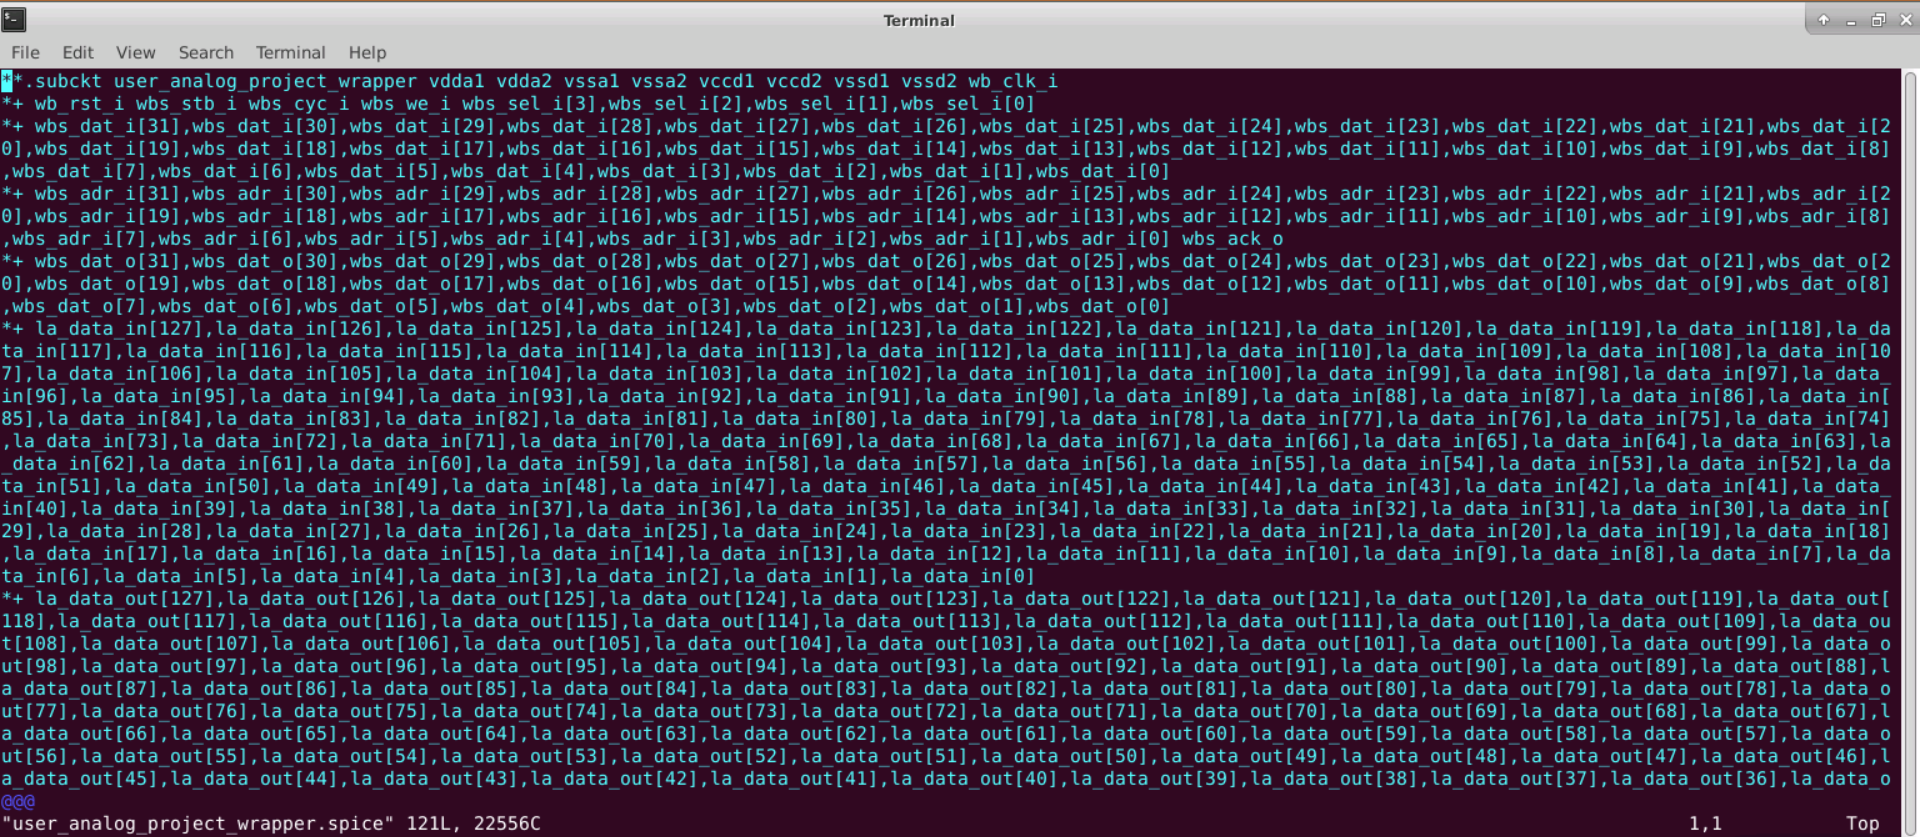 Terminal
File Edit View Search Terminal Help
**.subckt user_analog_project_wrapper vdda1 vdda2 vssa1 vssa2 vccd1 vccd2 vssd1 vssd2 wb_clk_i
*+ wb_rst_i wbs_stb_i wbs_cyc_i wbs_we_i wbs_sel_i[3],wbs_sel_i[2],wbs_sel_i[1],wbs_sel_i[0]
*+ wbs_dat_i[31],wbs_dat_i[30],wbs_dat_i[29],wbs_dat_i[28],wbs_dat_i[27],wbs_dat_i[26],wbs_dat_i[25],wbs_dat_i[24],wbs_dat_i[23],wbs_dat_i[22],wbs_dat_i[21],wbs_dat_i[2
0],wbs_dat_i[19],wbs_dat_i[18],wbs_dat_i[17],wbs_dat_i[16],wbs_dat_i[15],wbs_dat_i[14],wbs_dat_i[13],wbs_dat_i[12],wbs_dat_i[11],wbs_dat_i[10],wbs_dat_i[9],wbs_dat_i[8]
,wbs_dat_i[7],wbs_dat_i[6],wbs_dat_i[5],wbs_dat_i[4],wbs_dat_i[3],wbs_dat_i[2],wbs_dat_i[1],wbs_dat_i[0]
*+ wbs_adr_i[31],wbs_adr_i[30],wbs_adr_i[29],wbs_adr_i[28],wbs_adr_i[27],wbs_adr_i[26],wbs_adr_i[25],wbs_adr_i[24],wbs_adr_i[23],wbs_adr_i[22],wbs_adr_i[21],wbs_adr_i[2
0],wbs_adr_i[19],wbs_adr_i[18],wbs_adr_i[17],wbs_adr_i[16],wbs_adr_i[15],wbs_adr_i[14],wbs_adr_i[13],wbs_adr_i[12],wbs_adr_i[11],wbs_adr_i[10],wbs_adr_i[9],wbs_adr_i[8]
,wbs_adr_i[7],wbs_adr_i[6],wbs_adr_i[5],wbs_adr_i[4],wbs_adr_i[3],wbs_adr_i[2],wbs_adr_i[1],wbs_adr_i[0] wbs_ack_o
*+ wbs_dat_o[31],wbs_dat_o[30],wbs_dat_o[29],wbs_dat_o[28],wbs_dat_o[27],wbs_dat_o[26],wbs_dat_o[25],wbs_dat_o[24],wbs_dat_o[23],wbs_dat_o[22],wbs_dat_o[21],wbs_dat_o[2
0],wbs_dat_o[19],wbs_dat_o[18],wbs_dat_o[17],wbs_dat_o[16],wbs_dat_o[15],wbs_dat_o[14],wbs_dat_o[13],wbs_dat_o[12],wbs_dat_o[11],wbs_dat_o[10],wbs_dat_o[9],wbs_dat_o[8]
,wbs_dat_o[7],wbs_dat_o[6],wbs_dat_o[5],wbs_dat_o[4],wbs_dat_o[3],wbs_dat_o[2],wbs_dat_o[1],wbs_dat_o[0]
*+ la_data_in[127],la_data_in[126],la_data_in[125],la_data_in[124],la_data_in[123],la_data_in[122],la_data_in[121],la_data_in[120],la_data_in[119],la_data_in[118],la_da
ta_in[117],la_data_in[116],la_data_in[115],la_data_in[114],la_data_in[113],la_data_in[112],la_data_in[111],la_data_in[110],la_data_in[109],la_data_in[108],la_data_in[10
7],la_data_in[106],la_data_in[105],la_data_in[104],la_data_in[103],la_data_in[102],la_data_in[101],la_data_in[100],la_data_in[99],la_data_in[98],la_data_in[97],la_data_
in[96],la_data_in[95],la_data_in[94],la_data_in[93],la_data_in[92],la_data_in[91],la_data_in[90],la_data_in[89],la_data_in[88],la_data_in[87],la_data_in[86],la_data_in[
85],la_data_in[84],la_data_in[83],la_data_in[82],la_data_in[81],la_data_in[80],la_data_in[79],la_data_in[78],la_data_in[77],la_data_in[76],la_data_in[75],la_data_in[74]
,la_data_in[73],la_data_in[72],la_data_in[71],la_data_in[70],la_data_in[69],la_data_in[68],la_data_in[67],la_data_in[66],la_data_in[65],la_data_in[64],la_data_in[63],la
_data_in[62],la_data_in[61],la_data_in[60],la_data_in[59],la_data_in[58],la_data_in[57],la_data_in[56],la_data_in[55],la_data_in[54],la_data_in[53],la_data_in[52],la_da
ta_in[51],la_data_in[50],la_data_in[49],la_data_in[48],la_data_in[47],la_data_in[46],la_data_in[45],la_data_in[44],la_data_in[43],la_data_in[42],la_data_in[41],la_data_
in[40],la_data_in[39],la_data_in[38],la_data_in[37],la_data_in[36],la_data_in[35],la_data_in[34],la_data_in[33],la_data_in[32],la_data_in[31],la_data_in[30],la_data_in[
29],la_data_in[28],la_data_in[27],la_data_in[26],la_data_in[25],la_data_in[24],la_data_in[23],la_data_in[22],la_data_in[21],la_data_in[20],la_data_in[19],la_data_in[18]
,la_data_in[17],la_data_in[16],la_data_in[15],la_data_in[14],la_data_in[13],la_data_in[12],la_data_in[11],la_data_in[10],la_data_in[9],la_data_in[8],la_data_in[7],la_da
ta_in[6],la_data_in[5],la_data_in[4],la_data_in[3],la_data_in[2],la_data_in[1],la_data_in[0]
*+ la_data_out[127],la_data_out[126],la_data_out[125],la_data_out[124],la_data_out[123],la_data_out[122],la_data_out[121],la_data_out[120],la_data_out[119],la_data_out[
118],la_data_out[117],la_data_out[116],la_data_out[115],la_data_out[114],la_data_out[113],la_data_out[112],la_data_out[111],la_data_out[110],la_data_out[109],la_data_ou
t[108],la_data_out[107],la_data_out[106],la_data_out[105],la_data_out[104],la_data_out[103],la_data_out[102],la_data_out[101],la_data_out[100],la_data_out[99],la_data_o
ut[98],la_data_out[97],la_data_out[96],la_data_out[95],la_data_out[94],la_data_out[93],la_data_out[92],la_data_out[91],la_data_out[90],la_data_out[89],la_data_out[88],l
a_data_out[87],la_data_out[86],la_data_out[85],la_data_out[84],la_data_out[83],la_data_out[82],la_data_out[81],la_data_out[80],la_data_out[79],la_data_out[78],la_data_o
ut[77],la_data_out[76],la_data_out[75],la_data_out[74],la_data_out[73],la_data_out[72],la_data_out[71],la_data_out[70],la_data_out[69],la_data_out[68],la_data_out[67],l
a_data_out[66],la_data_out[65],la_data_out[64],la_data_out[63],la_data_out[62],la_data_out[61],la_data_out[60],la_data_out[59],la_data_out[58],la_data_out[57],la_data_o
ut[56],la_data_out[55],la_data_out[54],la_data_out[53],la_data_out[52],la_data_out[51],la_data_out[50],la_data_out[49],la_data_out[48],la_data_out[47],la_data_out[46],l
a_data_out[45],la_data_out[44],la_data_out[43],la_data_out[42],la_data_out[41],la_data_out[40],la_data_out[39],la_data_out[38],la_data_out[37],la_data_out[36],la_data_o
@@@
"user_analog_project_wrapper.spice" 121L, 22556C 1,1 Top